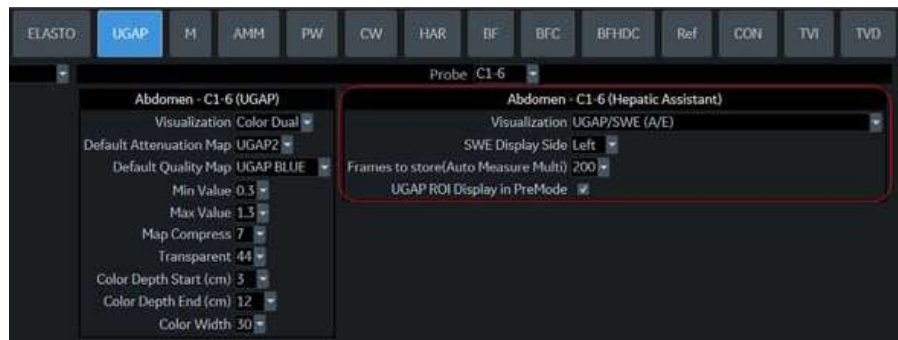 ELASTO UGAP M AMM PW CW HAR BF BFC BFHDC Ref CON TVI TVD
Probe C1-6
Abdomen - C1-6 (UGAP)
Visualization Color Dual
Default Attenuation Map UGAP2
Default Quality Map UGAP BLUE
Min Value 0.3
Max Value 1.3
Map Compress 7
Transparent 44
Color Depth Start (cm) 3
Color Depth End (cm) 12
Color Width 30
Abdomen - C1-6 (Hepatic Assistant)
Visualization UGAP/SWE (A/E)
SWE Display Side Left
Frames to store(Auto Measure Multi) 200
UGAP ROI Display in PreMode